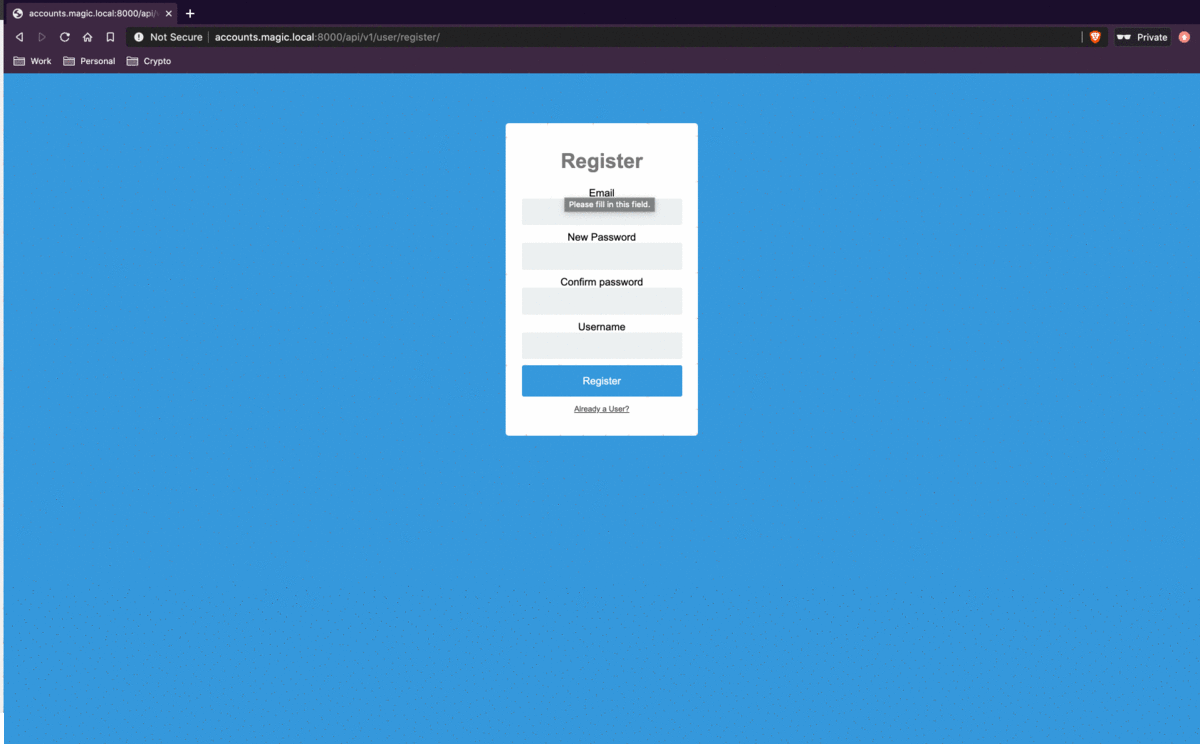 accounts.magic.local:8000/api/
Not Secure accounts.magic.local:8000/api/v1/user/register/ Private
Work Personal Crypto
Register
Email
Please fill in this field.
New Password
Confirm password
Username
Register
Already a User?